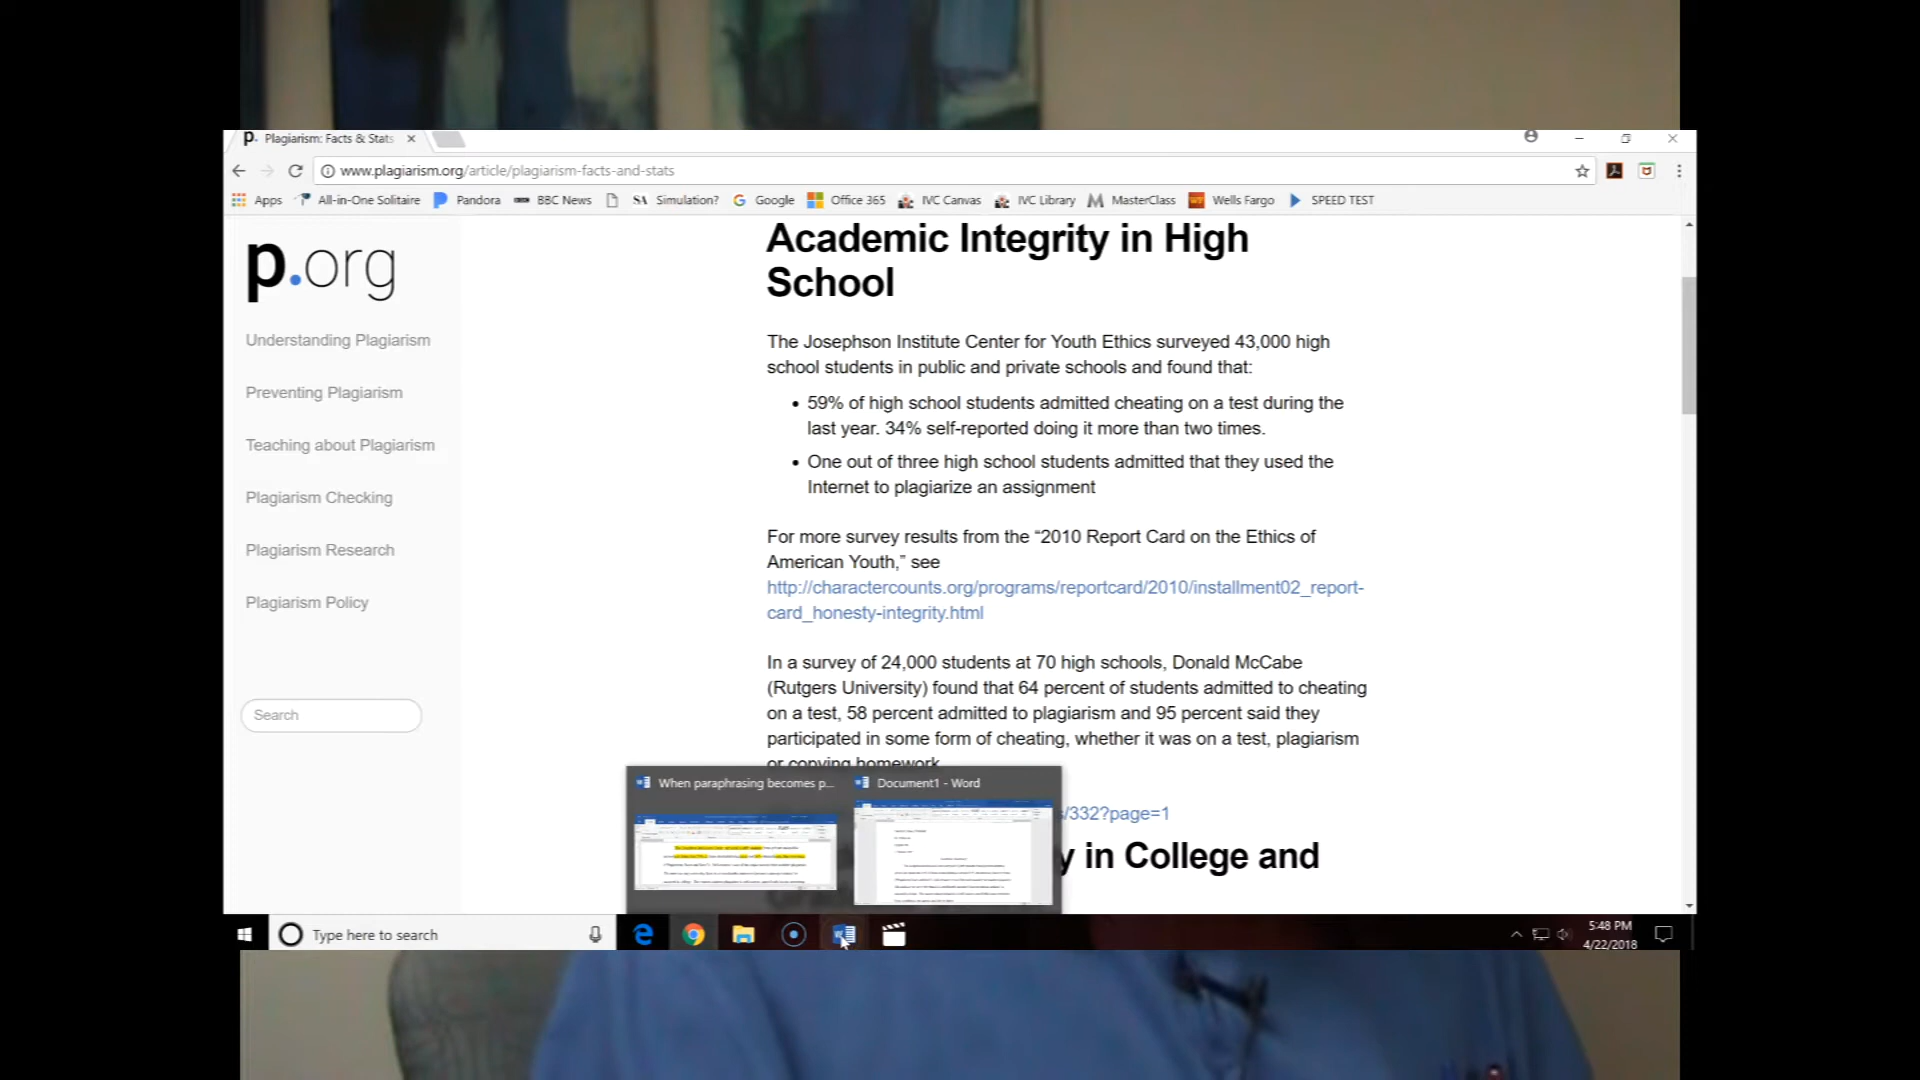 p. Plagiarism: Facts & Stats
www.plagiarism.org/article/plagiarism-facts-and-stats
Apps All-in-One Solitaire Pandora BBC News SA Simulation? Google Office 365 IVC Canvas IVC Library MasterClass Wells Fargo SPEED TEST
p.org
Understanding Plagiarism
Preventing Plagiarism
Teaching about Plagiarism
Plagiarism Checking
Plagiarism Research
Plagiarism Policy
Search
Academic Integrity in High
School
The Josephson Institute Center for Youth Ethics surveyed 43,000 high
school students in public and private schools and found that:
• 59% of high school students admitted cheating on a test during the
last year. 34% self-reported doing it more than two times.
• One out of three high school students admitted that they used the
Internet to plagiarize an assignment
For more survey results from the “2010 Report Card on the Ethics of
American Youth,” see
http://charactercounts.org/programs/reportcard/2010/installment02_report-
card_honesty-integrity.html
In a survey of 24,000 students at 70 high schools, Donald McCabe
(Rutgers University) found that 64 percent of students admitted to cheating
on a test, 58 percent admitted to plagiarism and 95 percent said they
participated in some form of cheating, whether it was on a test, plagiarism
or copying homework
s/332?page=1
y in College and
When paraphrasing becomes p... Document1 - Word
Type here to search
5:48 PM
4/22/2018